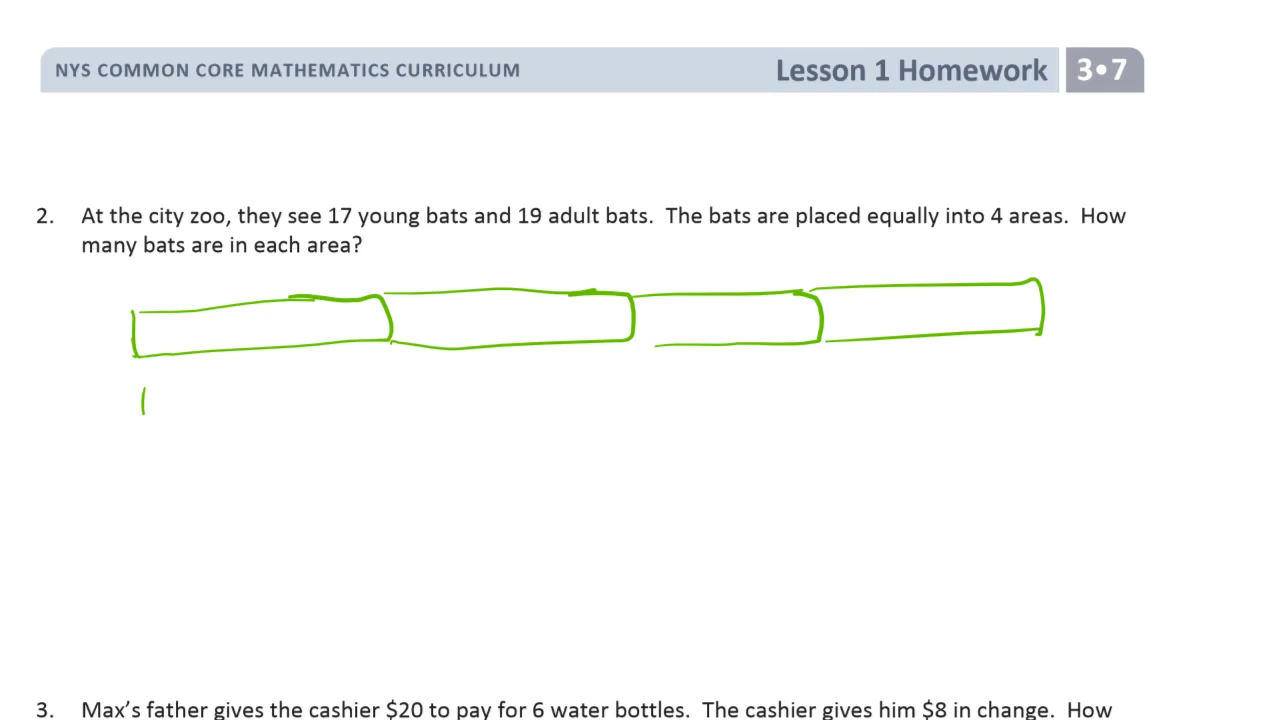 NYS COMMON CORE MATHEMATICS CURRICULUM Lesson 1 Homework 3•7
2. At the city zoo, they see 17 young bats and 19 adult bats. The bats are placed equally into 4 areas. How
many bats are in each area?
3. Max’s father gives the cashier $20 to pay for 6 water bottles. The cashier gives him $8 in change. How